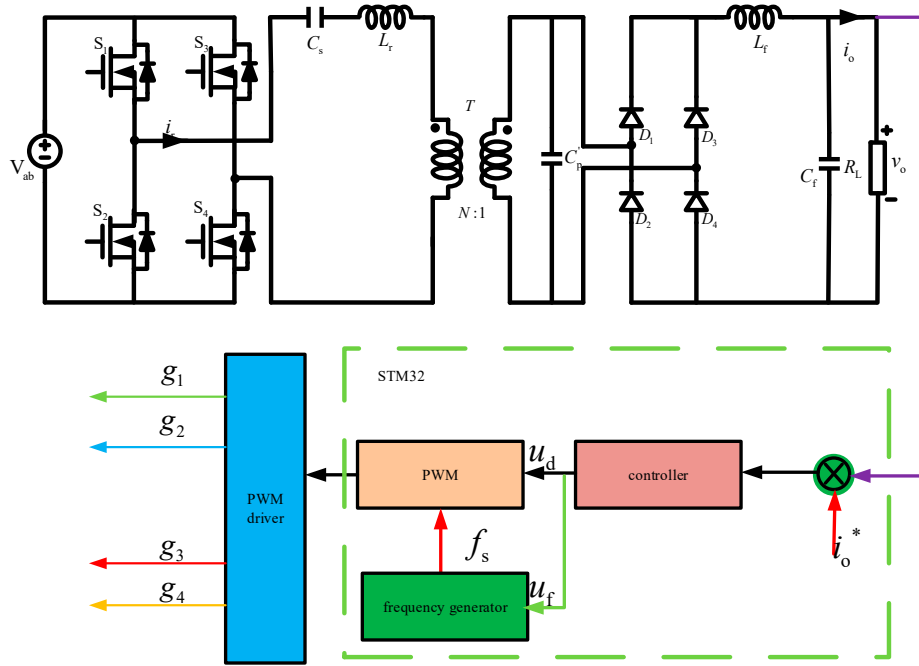 S1
S3
Cs
Lr
Lf
io
T
ir
D1
D3
Vab
C'p
Cf
RL
vo
S2
S4
N:1
D2
D4
g1
STM32
g2
ud
PWM
controller
PWM driver
g3
fs
io*
g4
uf
frequency generator